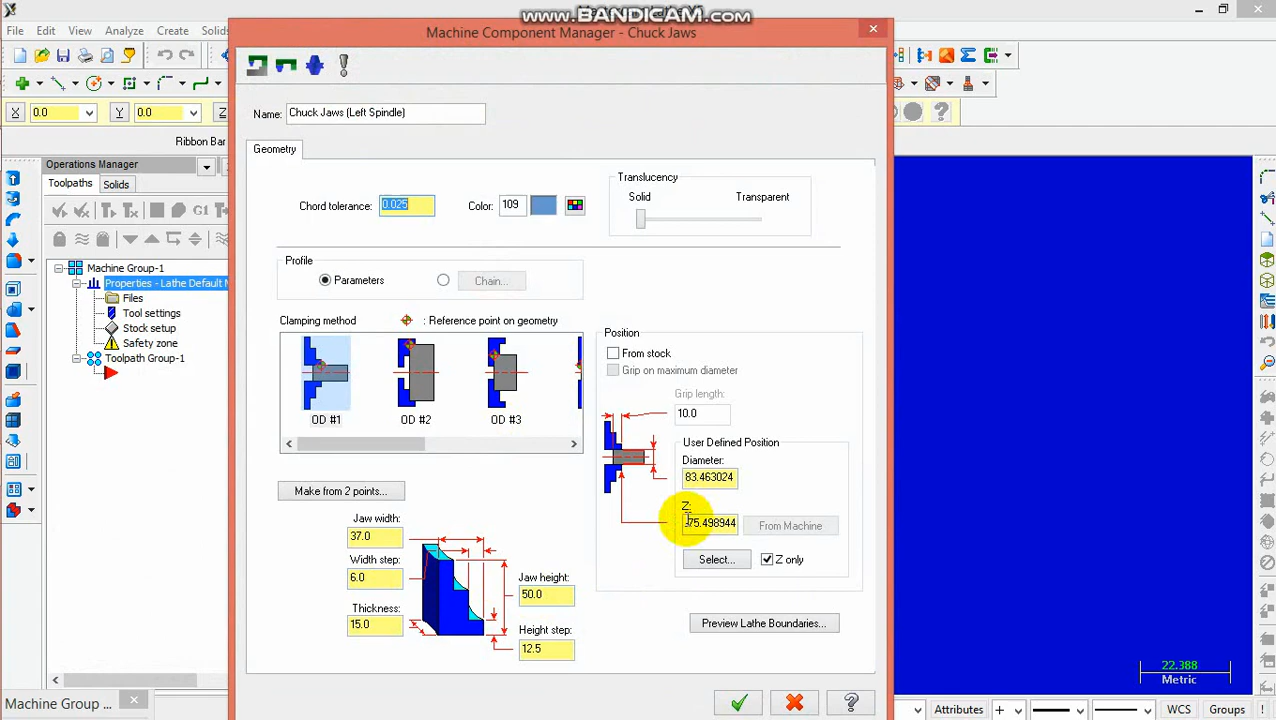 www.BANDICAM.com
Machine Component Manager - Chuck Jaws
File Edit View Analyze Create Solids
X 0.0 Y 0.0 Z
Ribbon Bar
Operations Manager
Toolpaths Solids
G1
Machine Group-1
Properties - Lathe Default M
Files
Tool settings
Stock setup
Safety zone
Toolpath Group-1
Name: Chuck Jaws (Left Spindle)
Geometry
Chord tolerance: 0.025 Color: 109
Translucency
Solid Transparent
Profile
Parameters Chain...
Clamping method : Reference point on geometry
OD #1 OD #2 OD #3
Make from 2 points...
Jaw width:
37.0
Width step:
6.0
Thickness:
15.0
Jaw height:
50.0
Height step:
12.5
Position
From stock
Grip on maximum diameter
Grip length:
10.0
User Defined Position
Diameter:
83.463024
Z:
-75.498944 From Machine
Select... Z only
Preview Lathe Boundaries...
22.388
Metric
Machine Group ...
Attributes WCS Groups